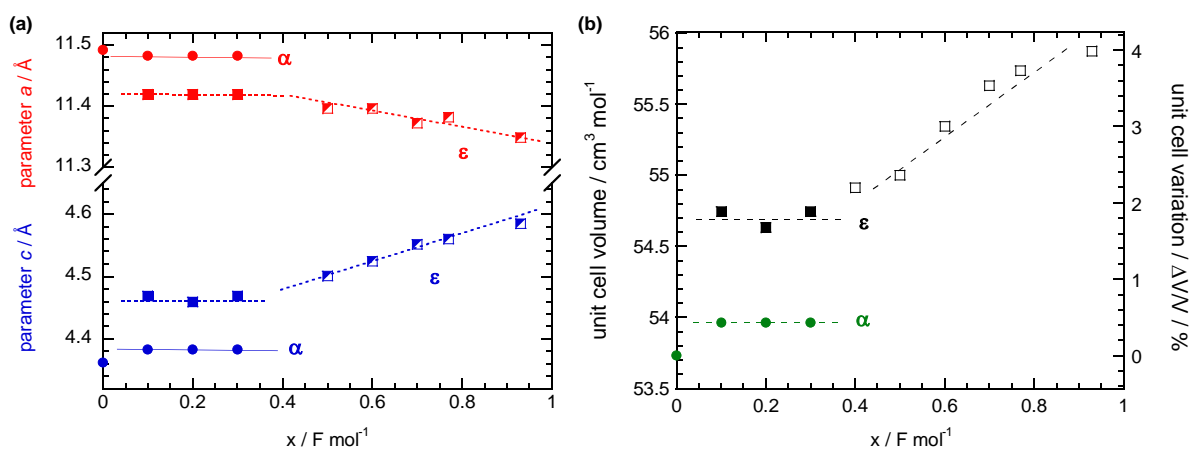 (a)
parameter a / Å
11.5
11.4
11.3
α
ε
parameter c / Å
4.6
4.5
4.4
ε
α
0
0.2
0.4
0.6
0.8
1
x / F mol-1
(b)
unit cell volume / cm3 mol-1
56
55.5
55
54.5
54
53.5
ε
α
4
3
2
1
0
unit cell variation / ΔV/V / %
0
0.2
0.4
0.6
0.8
1
x / F mol-1